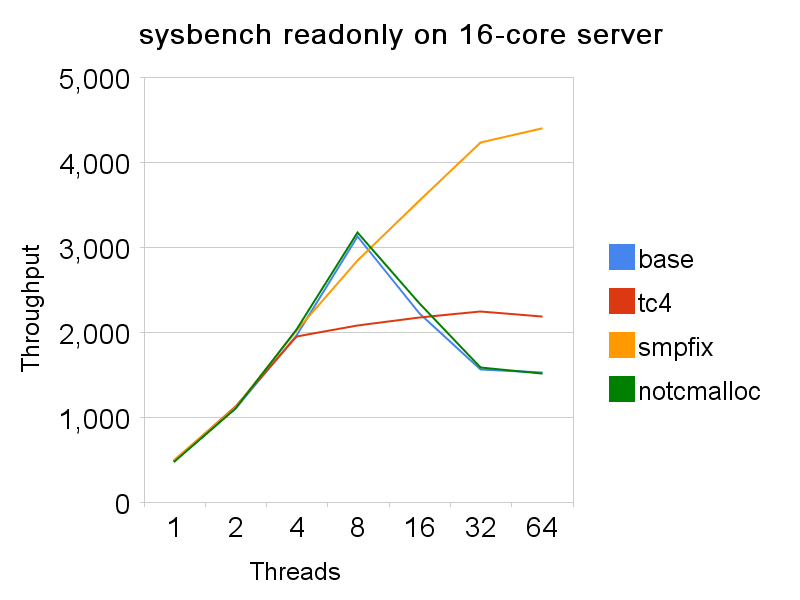 sysbench readonly on 16-core server
5,000
4,000
3,000
2,000
1,000
0
Throughput
1 2 4 8 16 32 64
Threads
base
tc4
smpfix
notcmalloc